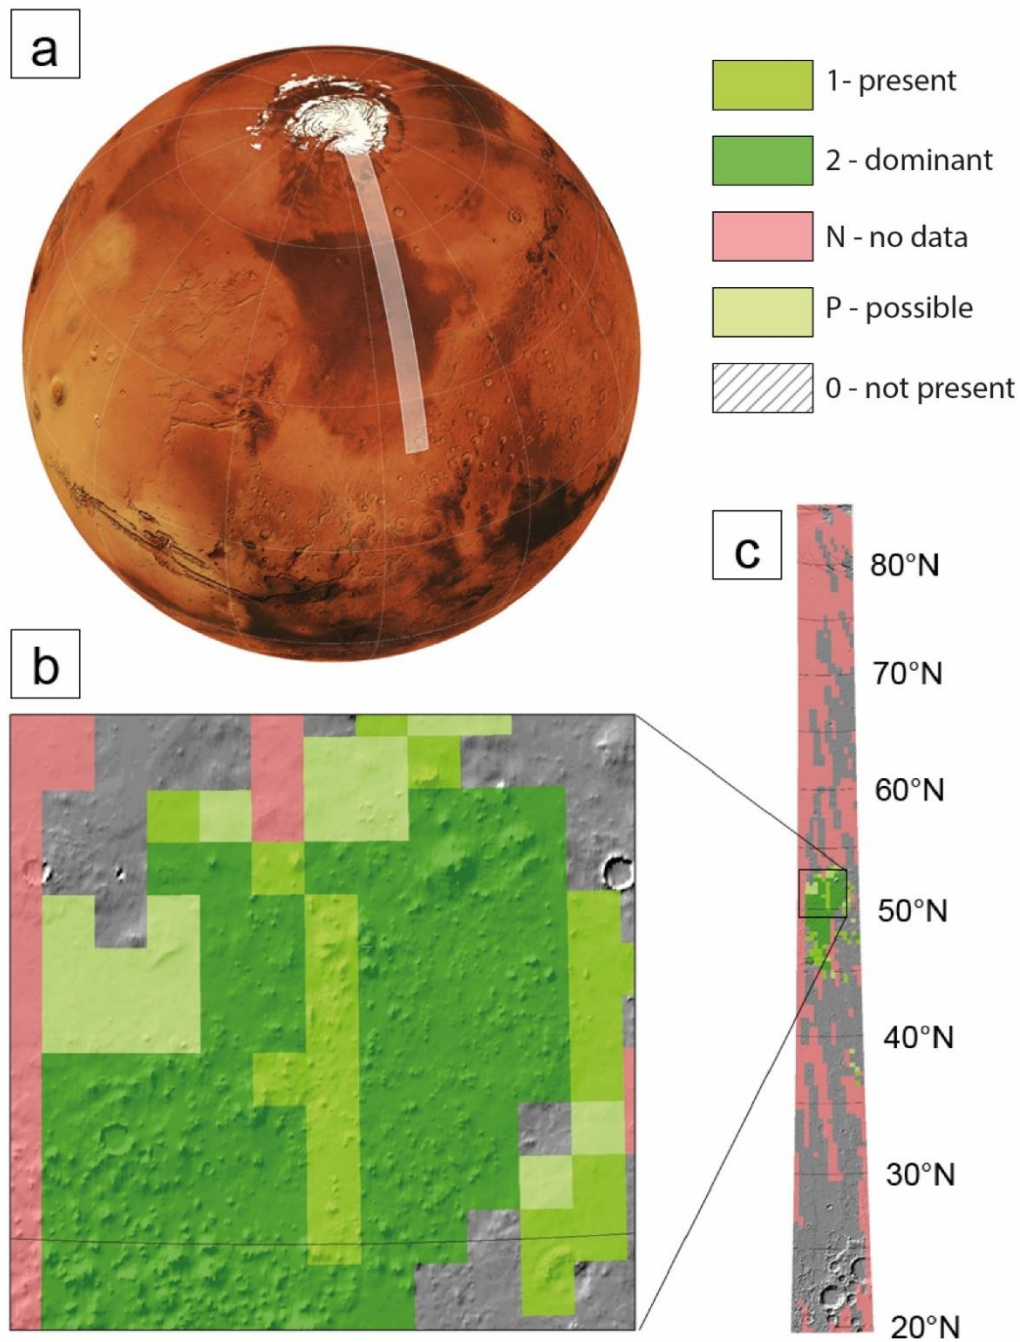 a
1- present
2 - dominant
N - no data
P - possible
0 - not present
c
80°N
70°N
60°N
50°N
40°N
30°N
20°N
b